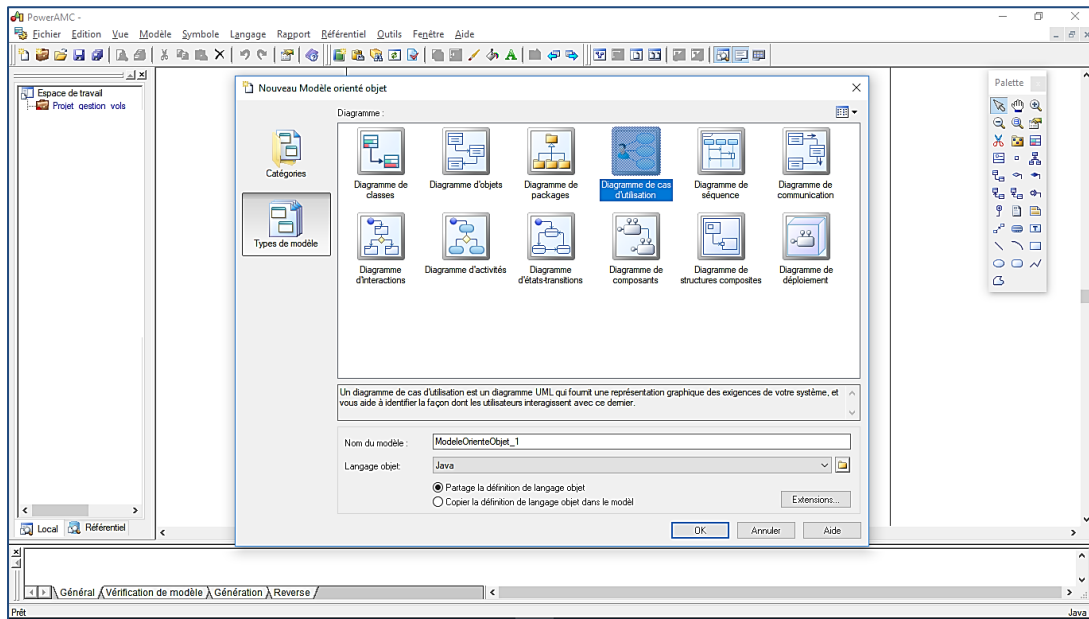 PowerAMC -
Fichier Edition Vue Modèle Symbole Langage Rapport Référentiel Outils Fenêtre Aide
Espace de travail
Projet gestion vols
Nouveau Modèle orienté objet
Diagramme :
Catégories
Types de modèle
Diagramme de classes
Diagramme d'objets
Diagramme de packages
Diagramme de cas d'utilisation
Diagramme de séquence
Diagramme de communication
Diagramme d'interactions
Diagramme d'activités
Diagramme d'états-transitions
Diagramme de composants
Diagramme de structures composites
Diagramme de déploiement
Un diagramme de cas d'utilisation est un diagramme UML qui fournit une représentation graphique des exigences de votre système, et
vous aide à identifier la façon dont les utilisateurs interagissent avec ce dernier.
Nom du modèle : ModeleOrienteObjet_1
Langage objet: Java
Partage la définition de langage objet
Copier la définition de langage objet dans le modèl
Extensions...
OK Annuler Aide
Palette
Local Référentiel
Général Vérification de modèle Génération Reverse
Prêt Java